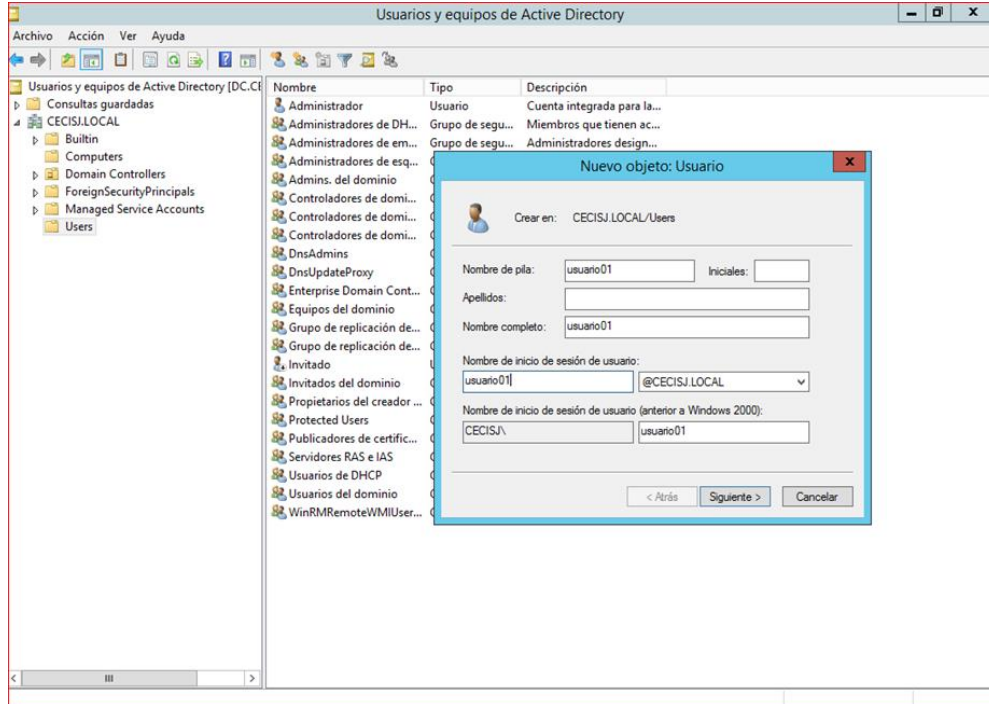 Usuarios y equipos de Active Directory
Archivo Acción Ver Ayuda
Usuarios y equipos de Active Directory [DC.CE
Consultas guardadas
CECISJ.LOCAL
Builtin
Computers
Domain Controllers
ForeignSecurityPrincipals
Managed Service Accounts
Users
Nombre Tipo Descripción
Administrador Usuario Cuenta integrada para la...
Administradores de DH... Grupo de segu... Miembros que tienen ac...
Administradores de em... Grupo de segu... Administradores design...
Administradores de esq...
Admins. del dominio
Controladores de domi...
Controladores de domi...
Controladores de domi...
DnsAdmins
DnsUpdateProxy
Enterprise Domain Cont...
Equipos del dominio
Grupo de replicación de...
Grupo de replicación de...
Invitado
Invitados del dominio
Propietarios del creador ...
Protected Users
Publicadores de certific...
Servidores RAS e IAS
Usuarios de DHCP
Usuarios del dominio
WinRMRemoteWMIUser...
Nuevo objeto: Usuario
Crear en: CECISJ.LOCAL/Users
Nombre de pila: usuario01 Iniciales:
Apellidos:
Nombre completo: usuario01
Nombre de inicio de sesión de usuario:
usuario01 @CECISJ.LOCAL
Nombre de inicio de sesión de usuario (anterior a Windows 2000):
CECISJ\ usuario01
< Atrás Siguiente > Cancelar